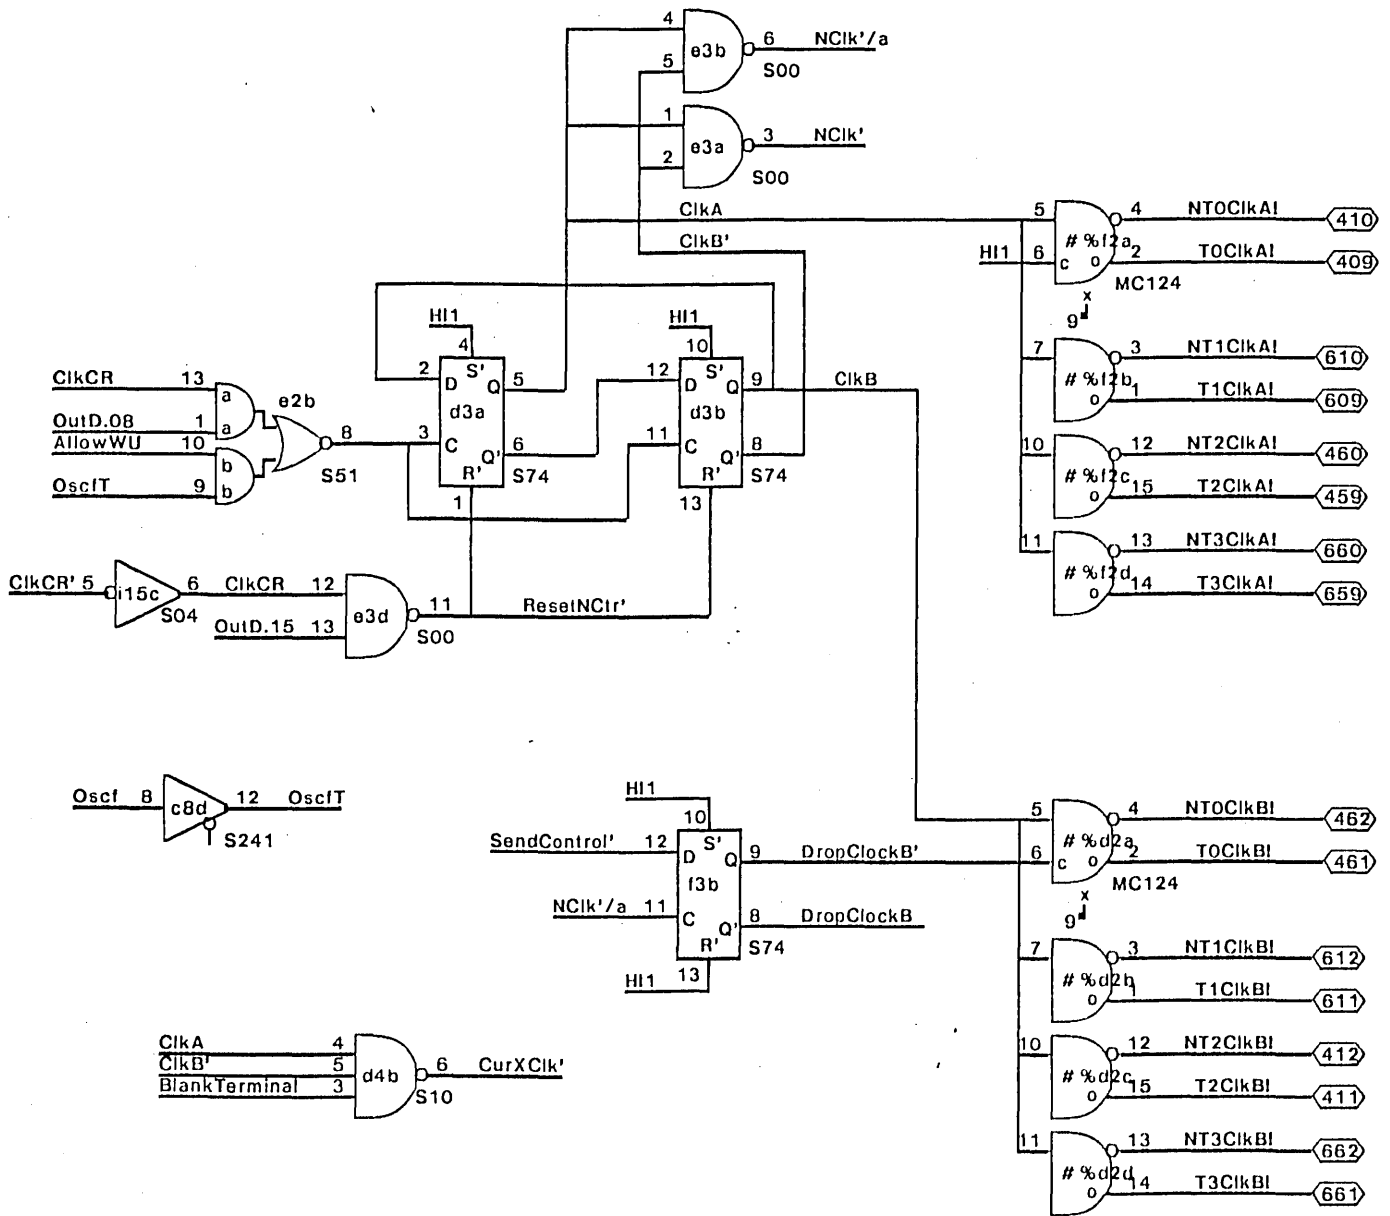 4 e3b 6 NClk'/a
5 S00
1 e3a 3 NClk'
2 S00
ClkA
ClkB'
5 # %f2a 4 NT0ClkA! 410
HI1 6 c o 2 T0ClkA! 409
MC124
x
9
7 # %f2b 3 NT1ClkA! 610
o 1 T1ClkA! 609
10 # %f2c 12 NT2ClkA! 460
o 15 T2ClkA! 459
11 # %f2d 13 NT3ClkA! 660
o 14 T3ClkA! 659
HI1 4 S'
2 D Q 5
d3a
3 C 6
Q'
R' S74
1
HI1 10 S'
12 D Q 9 ClkB
d3b
11 C 8
Q'
R' S74
13
ClkCR 13 a
e2b
OutD.08 1 a
8
AllowWU 10 b
S51
OscfT 9 b
ClkCR' 5 i15c 6 ClkCR 12
S04
e3d 11 ResetNCtr'
OutD.15 13 S00
Oscf 8 c8d 12 OscfT
S241
HI1 10 S'
SendControl' 12 D Q 9 DropClockB'
f3b
NClk'/a 11 C 8 DropClockB
Q'
R' S74
HI1 13
5 # %d2a 4 NT0ClkB! 462
6 c o 2 T0ClkB! 461
MC124
x
9
7 # %d2b 3 NT1ClkB! 612
o 1 T1ClkB! 611
10 # %d2c 12 NT2ClkB! 412
o 15 T2ClkB! 411
11 # %d2d 13 NT3ClkB! 662
o 14 T3ClkB! 661
ClkA 4
ClkB' 5 d4b 6 CurXClk'
BlankTerminal 3 S10